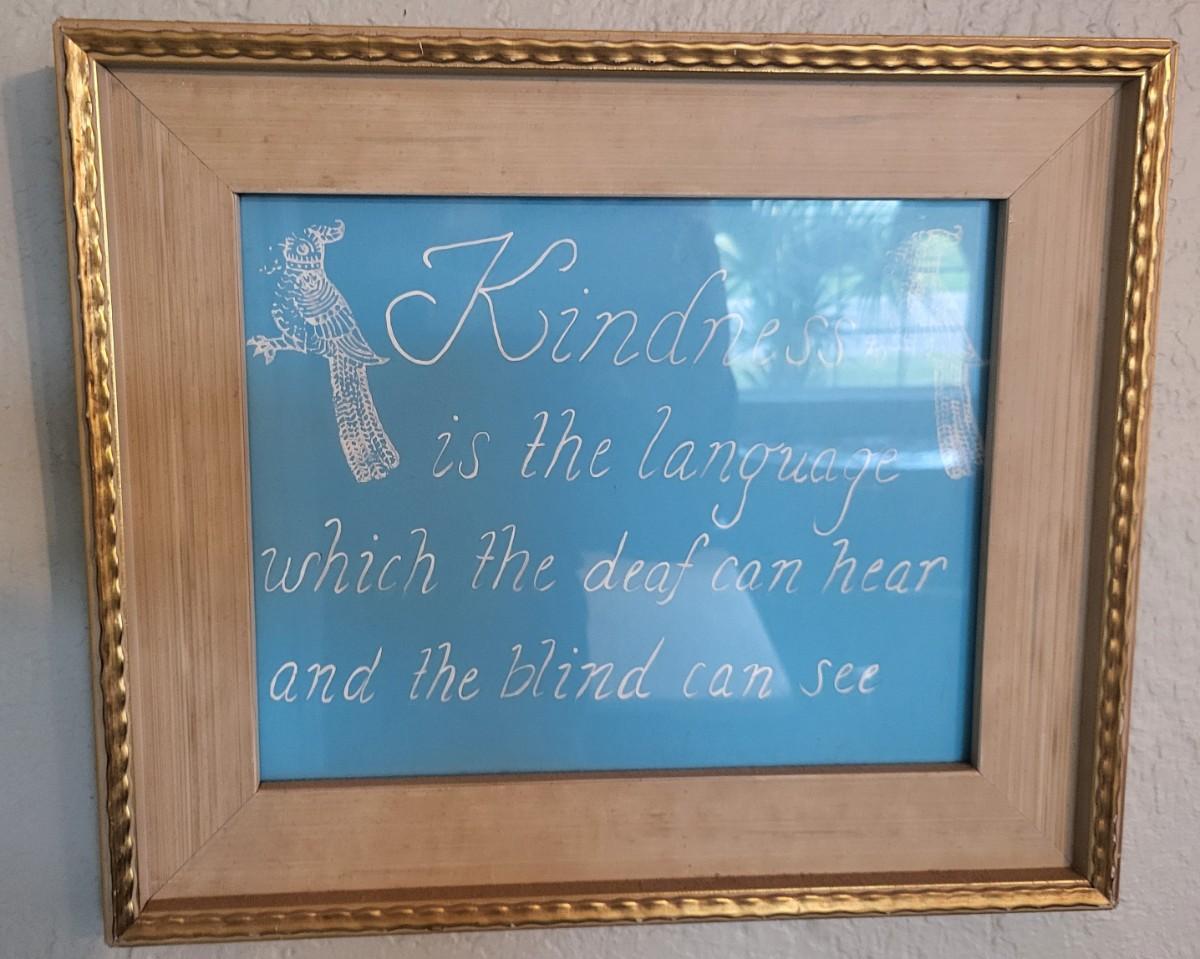 Kindness
is the language
which the deaf can hear
and the blind can see